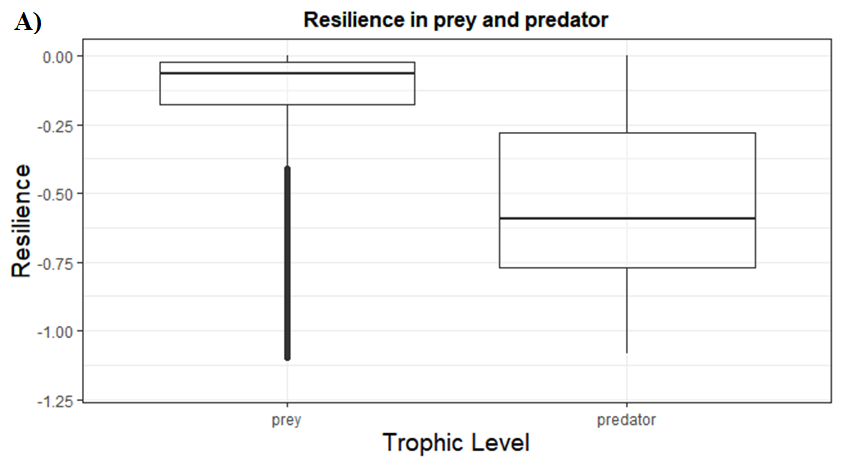 A)
Resilience in prey and predator
Resilience
0.00
-0.25
-0.50
-0.75
-1.00
-1.25
prey predator
Trophic Level